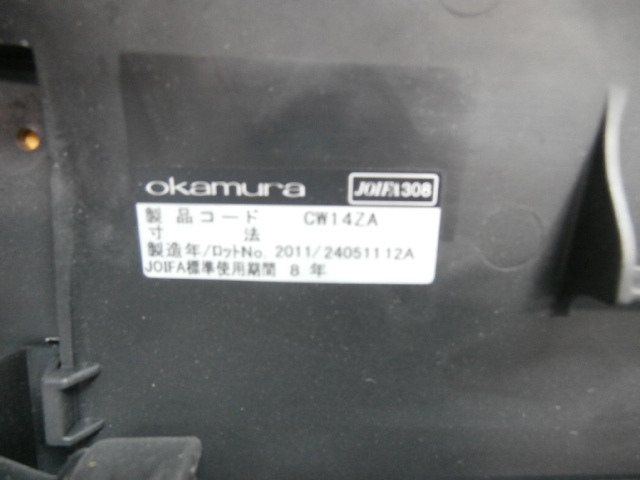 okamura JOIFA308
製品コード CW14ZA
寸法
製造年/ロットNo. 2011/24051112A
JOIFA標準使用期間 8年